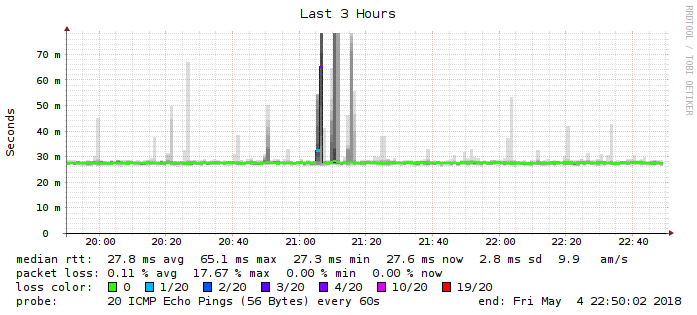 Last 3 Hours
RRDTOOL / TOBI OETIKER
Seconds
70 m
60 m
50 m
40 m
30 m
20 m
10 m
0
20:00 20:20 20:40 21:00 21:20 21:40 22:00 22:20 22:40
median rtt: 27.8 ms avg 65.1 ms max 27.3 ms min 27.6 ms now 2.8 ms sd 9.9 am/s
packet loss: 0.11 % avg 17.67 % max 0.00 % min 0.00 % now
loss color: 0 1/20 2/20 3/20 4/20 10/20 19/20
probe: 20 ICMP Echo Pings (56 Bytes) every 60s end: Fri May 4 22:50:02 2018